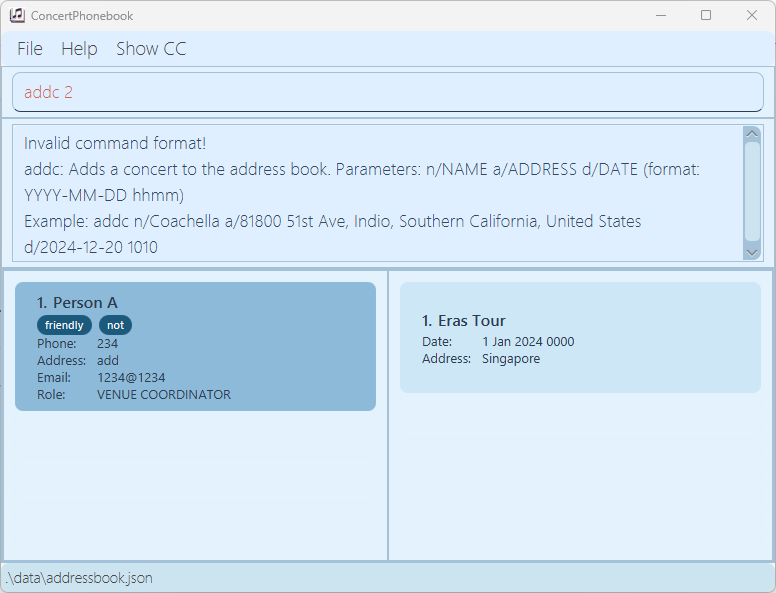 ConcertPhonebook
File Help Show CC
addc 2
Invalid command format!
addc: Adds a concert to the address book. Parameters: n/NAME a/ADDRESS d/DATE (format:
YYYY-MM-DD hhmm)
Example: addc n/Coachella a/81800 51st Ave, Indio, Southern California, United States
d/2024-12-20 1010
1. Person A
friendly not
Phone: 234
Address: add
Email: 1234@1234
Role: VENUE COORDINATOR
1. Eras Tour
Date: 1 Jan 2024 0000
Address: Singapore
.\data\addressbook.json